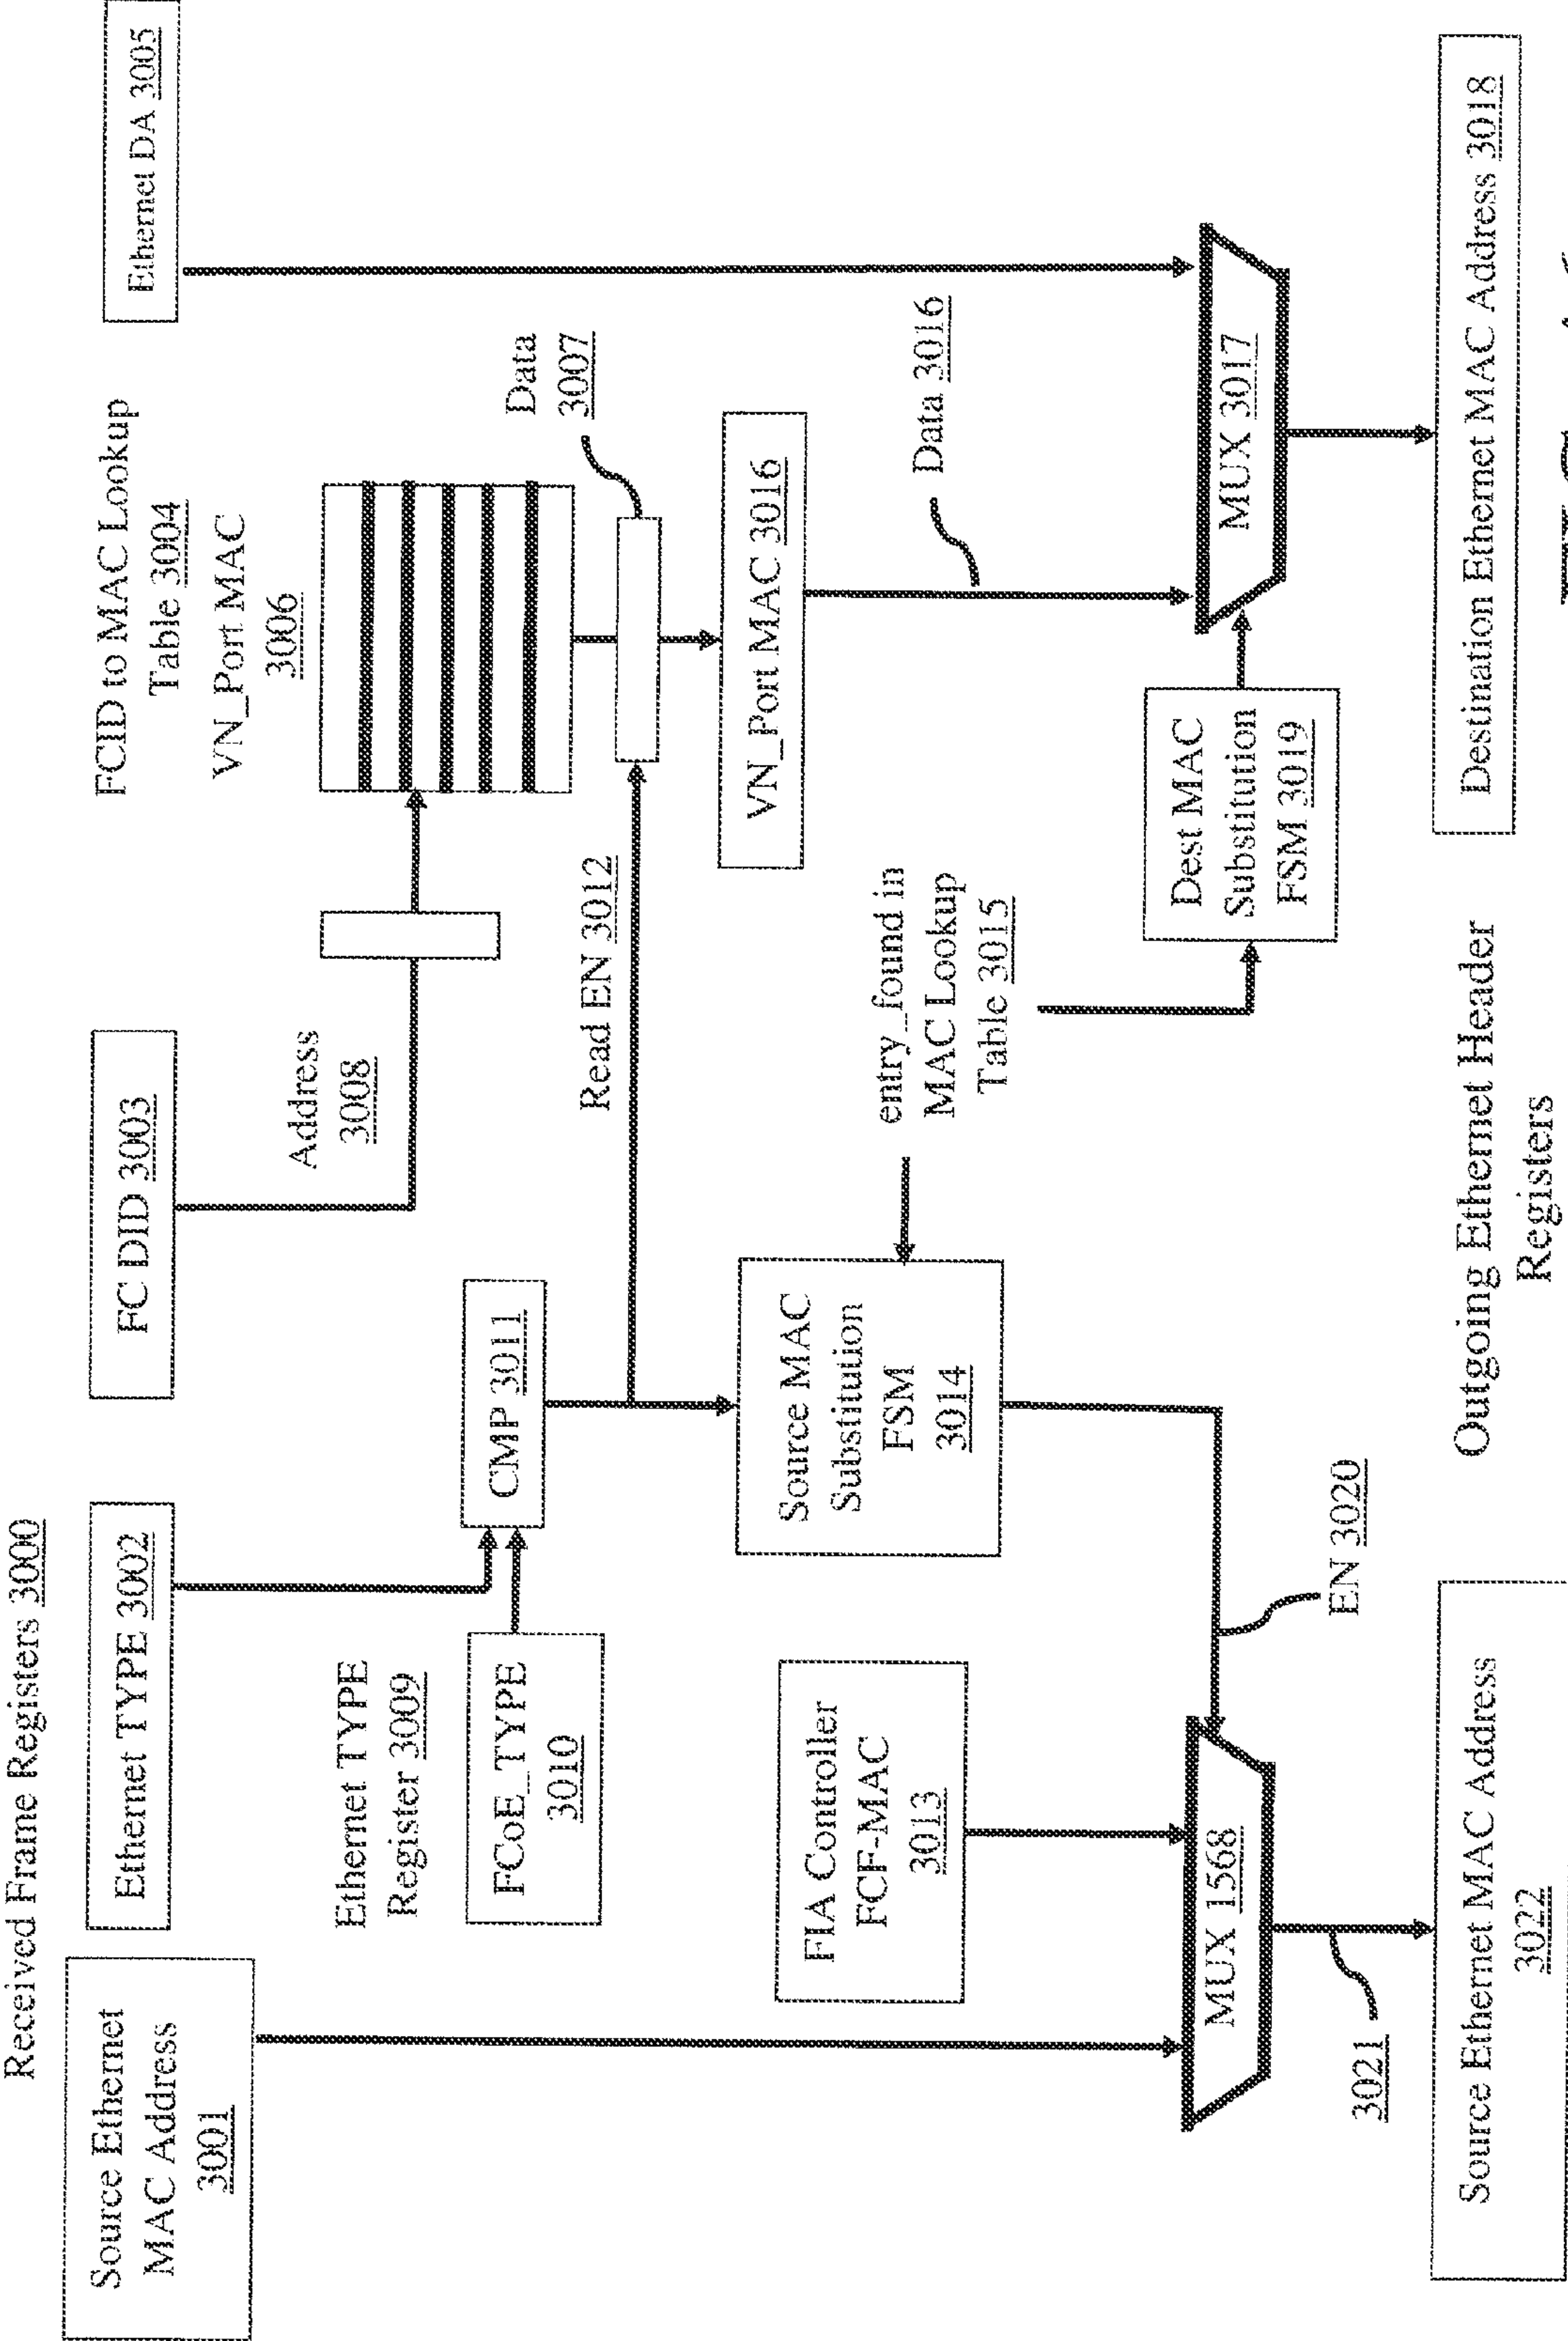 Received Frame Registers 3000
Source Ethernet
MAC Address
3001
Ethernet TYPE 3002
FC DID 3003
FCID to MAC Lookup
Table 3004
VN_Port MAC
3006
Ethernet DA 3005
Address
3008
Ethernet TYPE
Register 3009
FCoE_TYPE
3010
CMP 3011
Read EN 3012
Data
3007
VN_Port MAC 3016
FIA Controller
FCF-MAC
3013
Source MAC
Substitution
FSM
3014
entry_found in
MAC Lookup
Table 3015
Data 3016
Dest MAC
Substitution
FSM 3019
MUX 1568
MUX 3017
EN 3020
3021
Source Ethernet MAC Address
3022
Outgoing Ethernet Header
Registers
Destination Ethernet MAC Address 3018